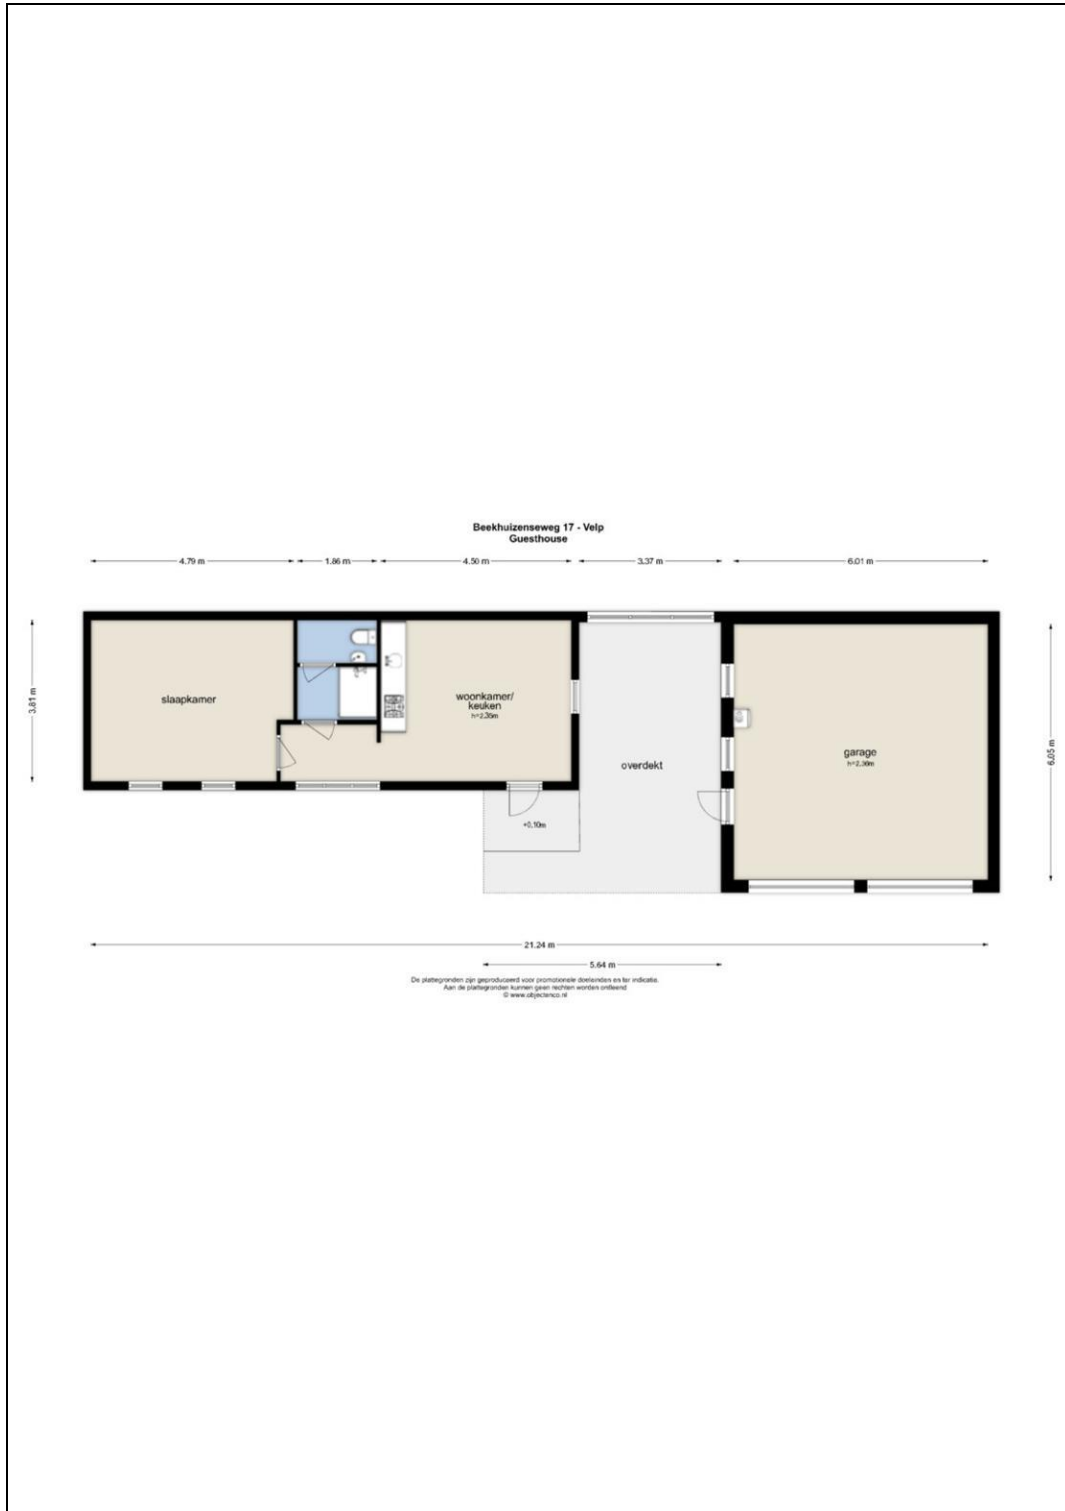 Beekhuizenseweg 17 - Velp
Guesthouse
4.79 m
1.86 m
4.50 m
3.37 m
6.01 m
3.81 m
slaapkamer
woonkamer/
keuken
h=2,36m
overdekt
garage
h=2,36m
6.05 m
+0,10m
21.24 m
5.64 m
De plattegronden zijn geproduceerd voor promotionele doeleinden en ter indicatie.
Aan de plattegronden kunnen geen rechten worden ontleend
© www.objectenco.nl